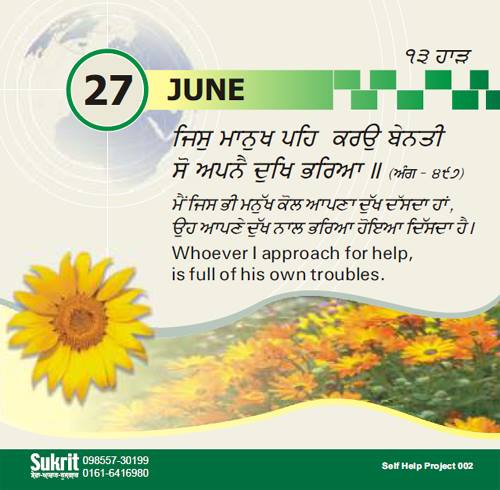 ੧੩ ਹਾੜ
27 JUNE
ਜਿਸੁ ਮਾਨੁਖ ਪਹਿ ਕਰਉ ਬੇਨਤੀ
ਸੋ ਅਪਨੈ ਦੁਖਿ ਭਰਿਆ ॥ (ਅੰਗ - ੪੯੭)
ਮੈਂ ਜਿਸ ਭੀ ਮਨੁੱਖ ਕੋਲ ਆਪਣਾ ਦੁੱਖ ਦੱਸਦਾ ਹਾਂ,
ਉਹ ਆਪਣੇ ਦੁੱਖ ਨਾਲ ਭਰਿਆ ਹੋਇਆ ਦਿੱਸਦਾ ਹੈ।
Whoever I approach for help,
is full of his own troubles.
Sukrit 098557-30199
0161-6416980
Self Help Project 002